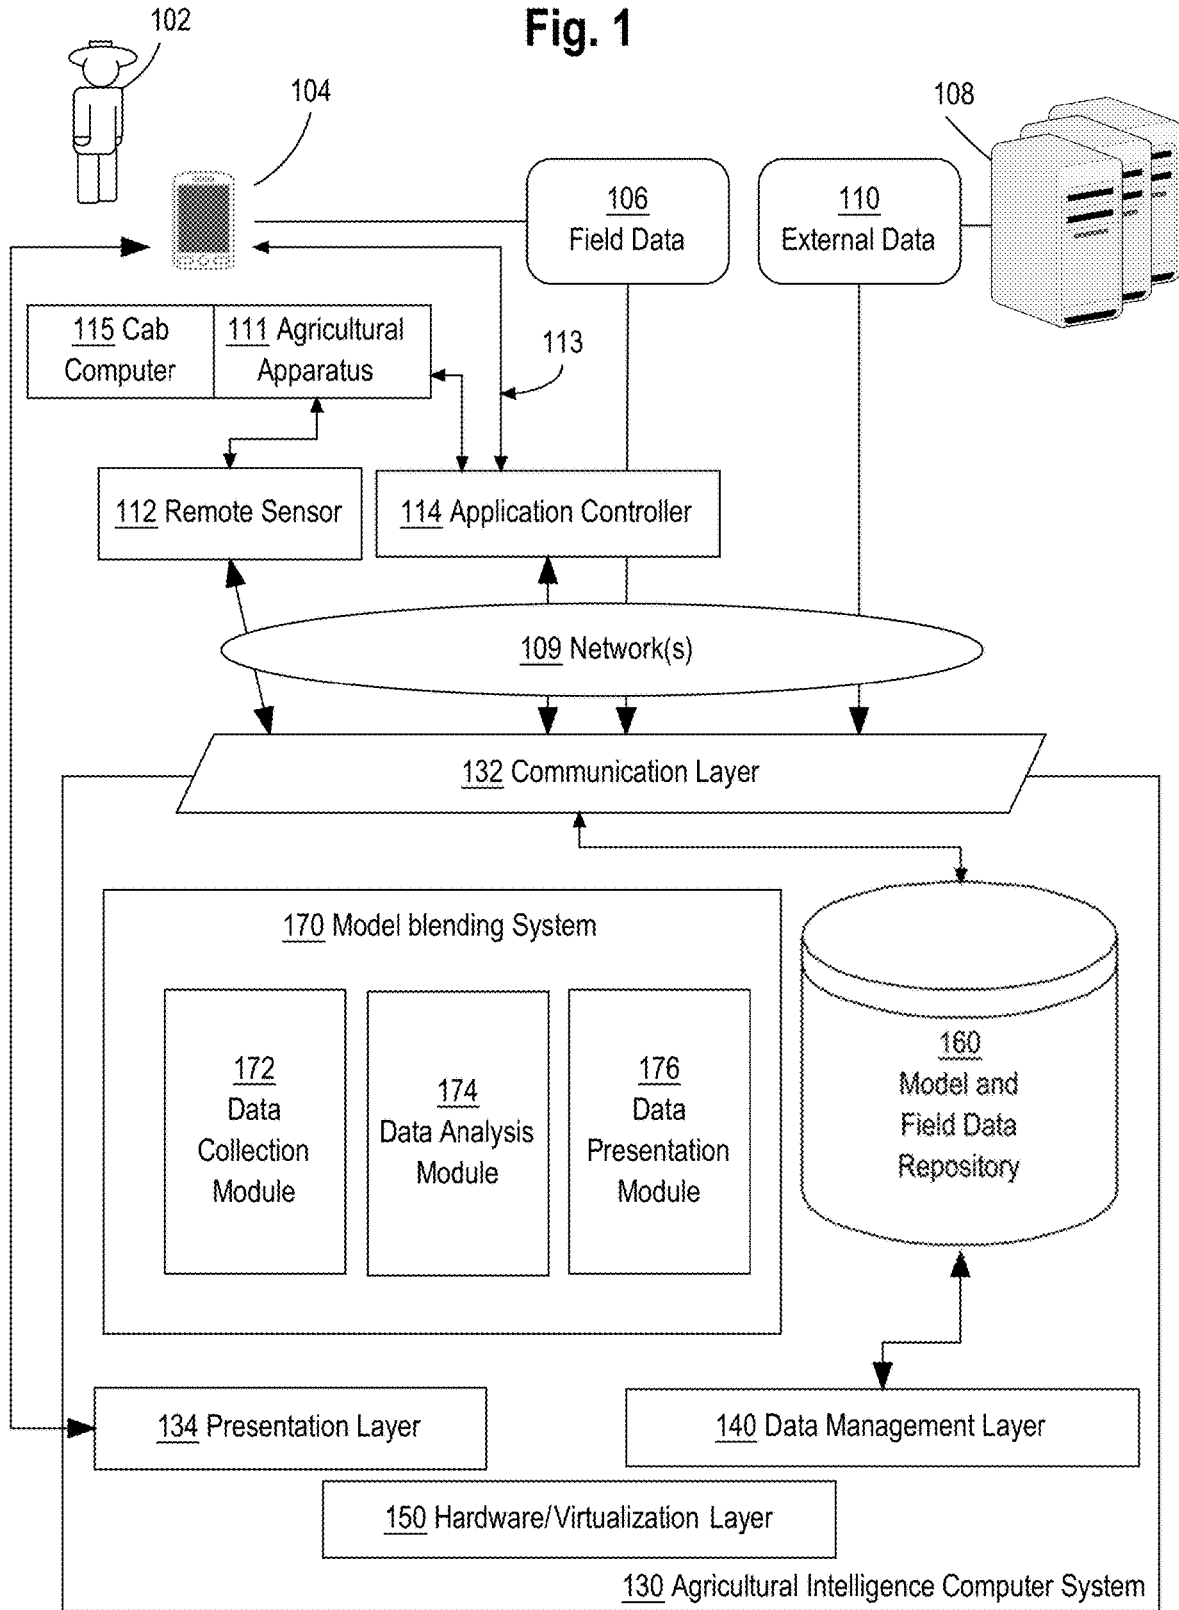 Fig. 1
102
104
108
106
Field Data
110
External Data
115 Cab
Computer
111 Agricultural
Apparatus
113
112 Remote Sensor
114 Application Controller
109 Network(s)
132 Communication Layer
170 Model blending System
172
Data
Collection
Module
174
Data Analysis
Module
176
Data
Presentation
Module
160
Model and
Field Data
Repository
134 Presentation Layer
140 Data Management Layer
150 Hardware/Virtualization Layer
130 Agricultural Intelligence Computer System